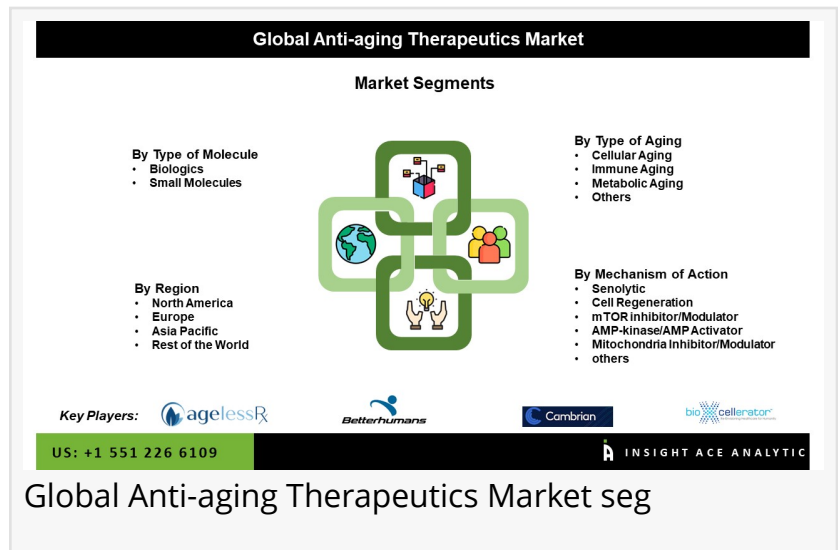 Global Anti-aging Therapeutics Market
Market Segments
By Type of Molecule
• Biologics
• Small Molecules
By Type of Aging
• Cellular Aging
• Immune Aging
• Metabolic Aging
• Others
By Region
• North America
• Europe
• Asia Pacific
• Rest of the World
By Mechanism of Action
• Senolytic
• Cell Regeneration
• mTOR inhibitor/Modulator
• AMP-kinase/AMP Activator
• Mitochondria Inhibitor/Modulator
• others
Key Players:
agelessRx
Betterhumans
Cambrian
bio cellerator
US: +1 551 226 6109
INSIGHT ACE ANALYTIC
Global Anti-aging Therapeutics Market seg